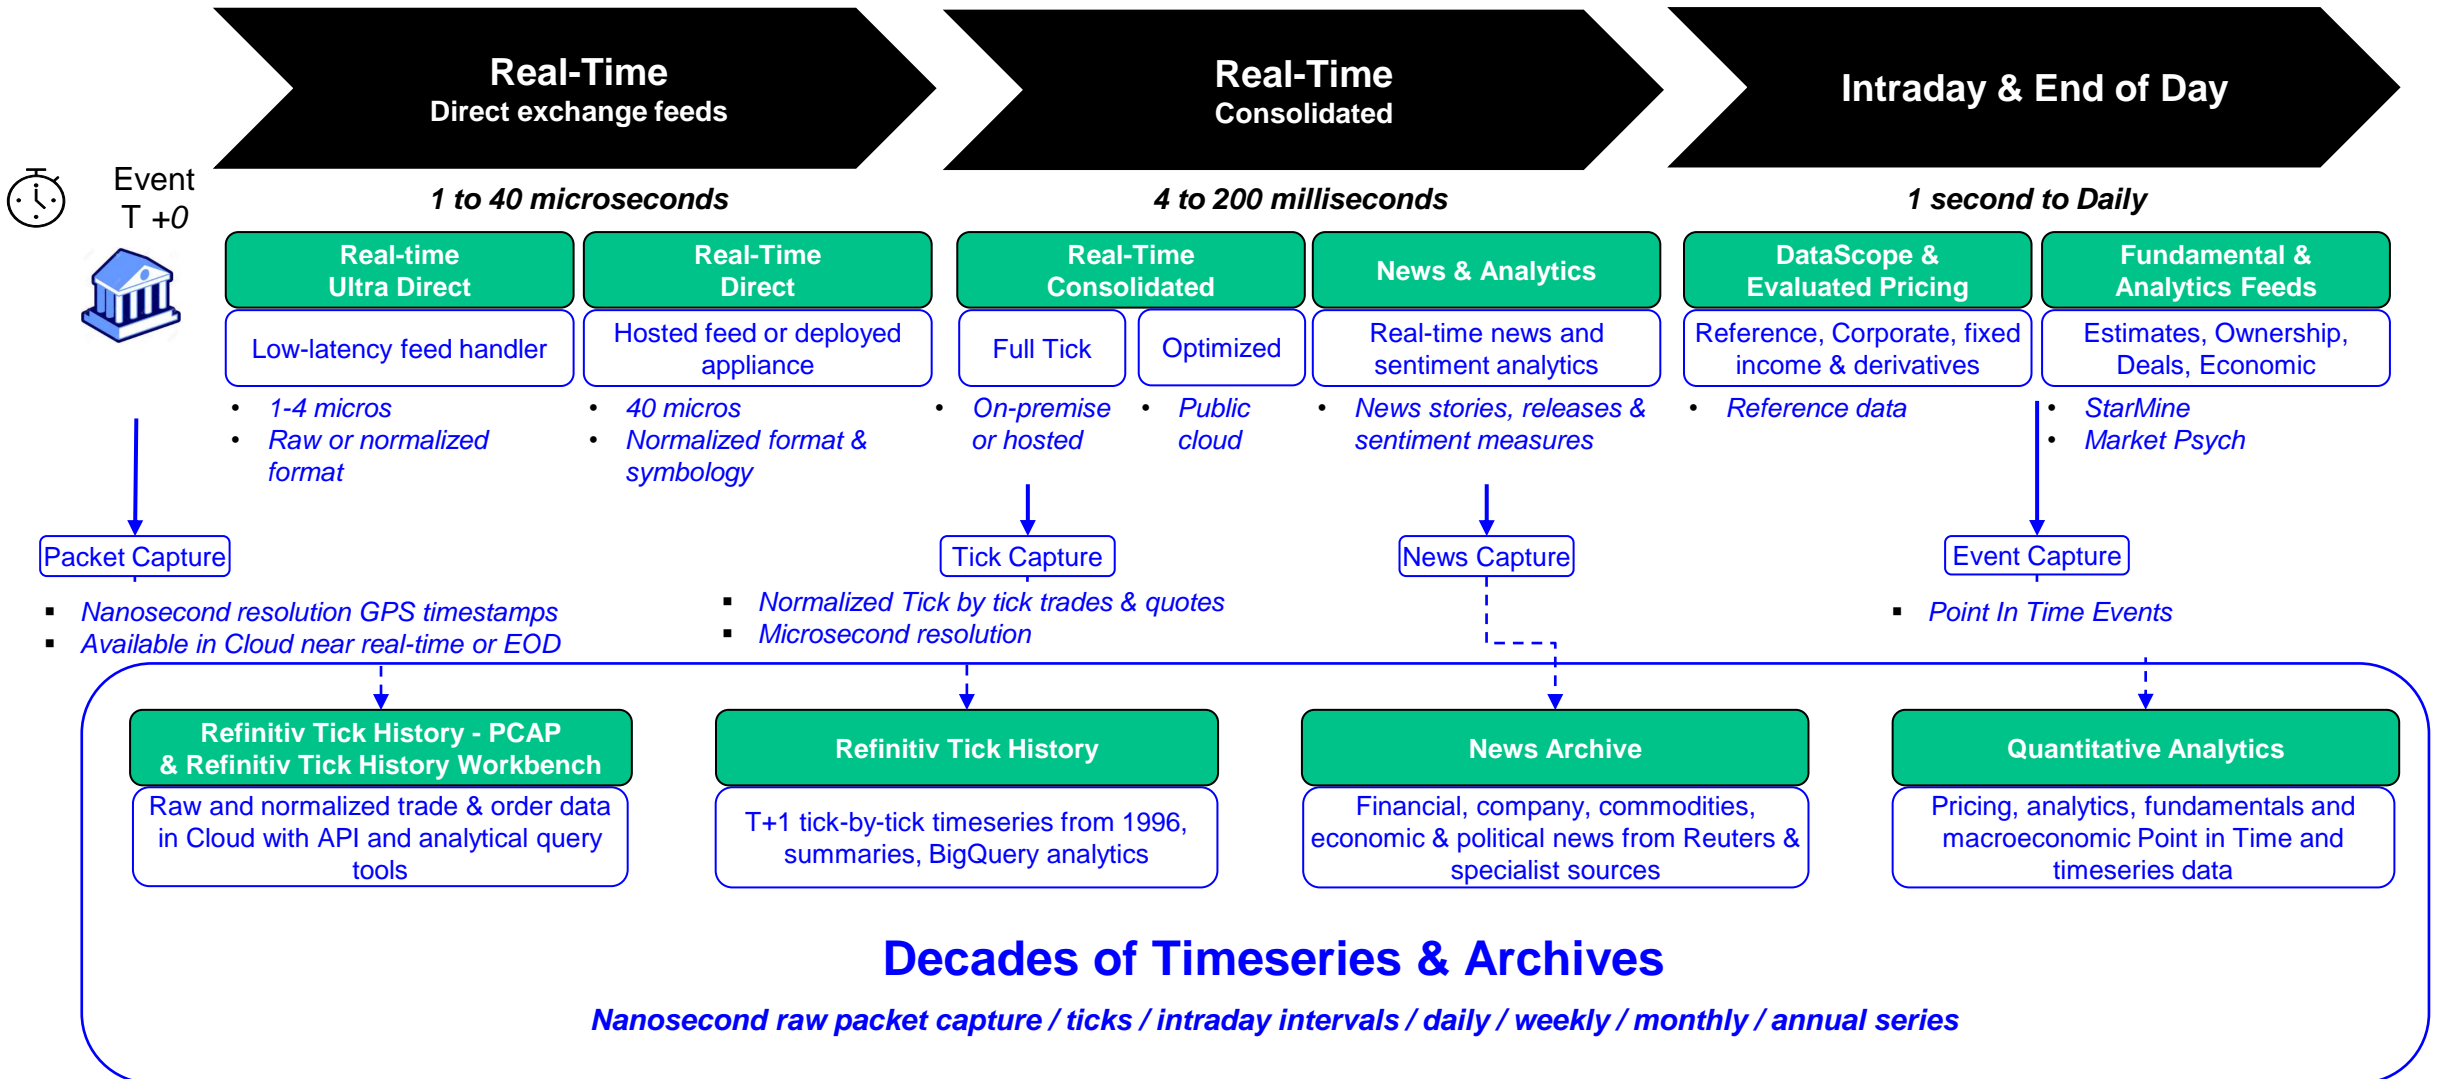 Real-Time
Direct exchange feeds
Real-Time
Consolidated
Intraday & End of Day
Event
T +0
1 to 40 microseconds
4 to 200 milliseconds
1 second to Daily
Real-time
Ultra Direct
Low-latency feed handler
• 1-4 micros
• Raw or normalized
format
Real-Time
Direct
Hosted feed or deployed
appliance
• 40 micros
• Normalized format &
symbology
Real-Time
Consolidated
Full Tick
• On-premise
or hosted
Optimized
• Public
cloud
News & Analytics
Real-time news and
sentiment analytics
• News stories, releases &
sentiment measures
DataScope &
Evaluated Pricing
Reference, Corporate, fixed
income & derivatives
• Reference data
Fundamental &
Analytics Feeds
Estimates, Ownership,
Deals, Economic
• StarMine
• Market Psych
Packet Capture
▪ Nanosecond resolution GPS timestamps
▪ Available in Cloud near real-time or EOD
Tick Capture
▪ Normalized Tick by tick trades & quotes
▪ Microsecond resolution
News Capture
Event Capture
▪ Point In Time Events
Refinitiv Tick History - PCAP
& Refinitiv Tick History Workbench
Raw and normalized trade & order data
in Cloud with API and analytical query
tools
Refinitiv Tick History
T+1 tick-by-tick timeseries from 1996,
summaries, BigQuery analytics
News Archive
Financial, company, commodities,
economic & political news from Reuters &
specialist sources
Quantitative Analytics
Pricing, analytics, fundamentals and
macroeconomic Point in Time and
timeseries data
Decades of Timeseries & Archives
Nanosecond raw packet capture / ticks / intraday intervals / daily / weekly / monthly / annual series